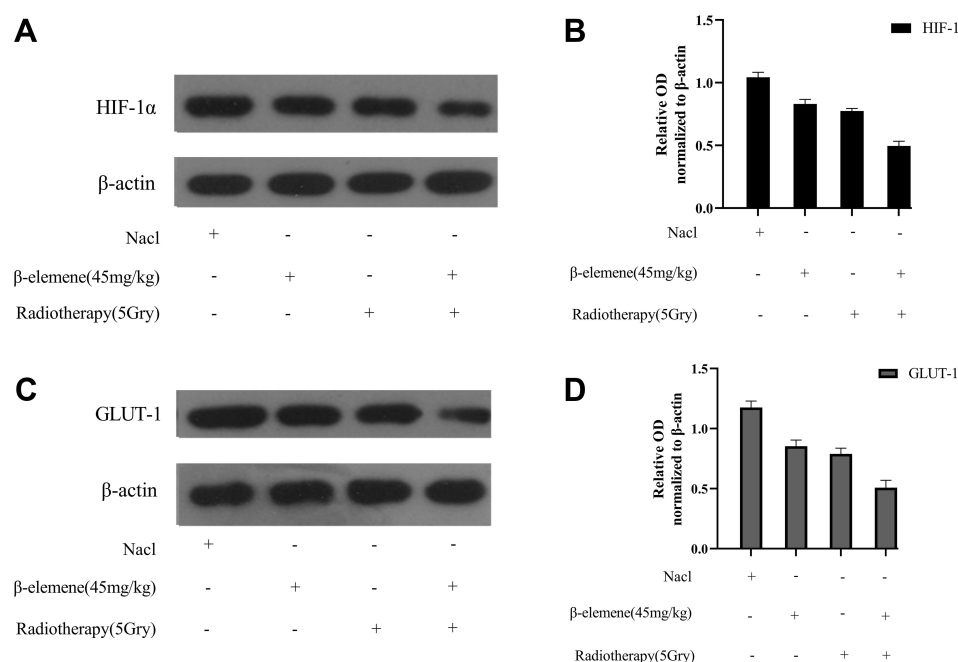 A
HIF-1α
β-actin
Nacl + - - -
β-elemene(45mg/kg) - + - +
Radiotherapy(5Gry) - - + +
B
HIF-1
Relative OD
normalized to β-actin
1.5
1.0
0.5
0.0
Nacl + - - -
β-elemene(45mg/kg) - + - +
Radiotherapy(5Gry) - - + +
C
GLUT-1
β-actin
Nacl + - - -
β-elemene(45mg/kg) - + - +
Radiotherapy(5Gry) - - + +
D
GLUT-1
Relative OD
normalized to β-actin
1.5
1.0
0.5
0.0
Nacl + - - -
β-elemene(45mg/kg) - + - +
Radiotherapy(5Gry) - - + +